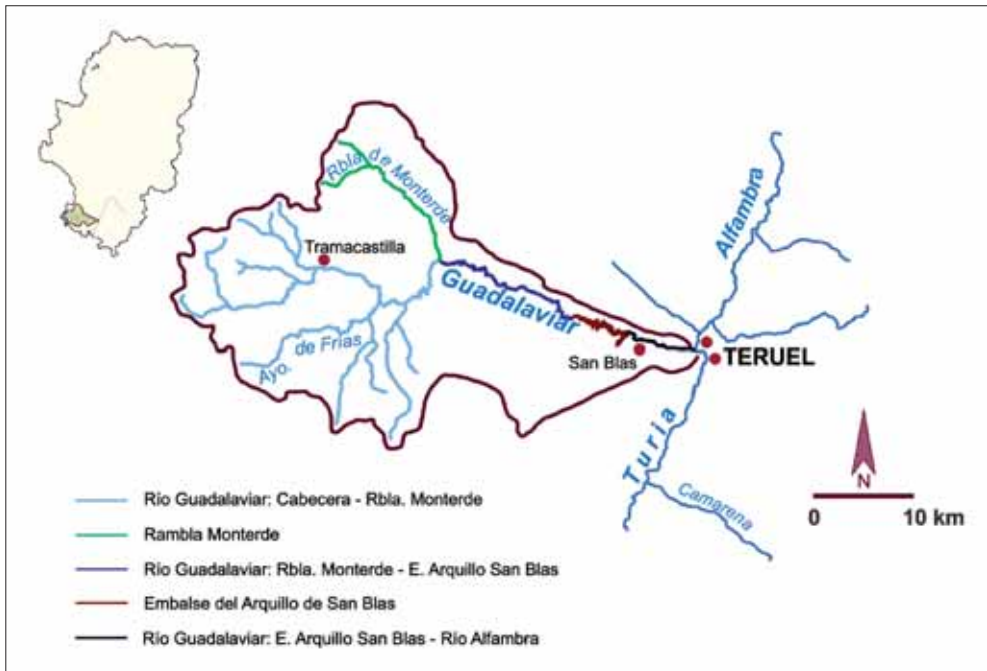 Rbla de Monterde
Alfambra
Tramacastilla
Guadalaviar
Ayo. de Frías
San Blas
TERUEL
Turia
Camarena
N
0 10 km
Río Guadalaviar: Cabecera - Rbla. Monterde
Rambla Monterde
Río Guadalaviar: Rbla. Monterde - E. Arquillo San Blas
Embalse del Arquillo de San Blas
Río Guadalaviar: E. Arquillo San Blas - Río Alfambra